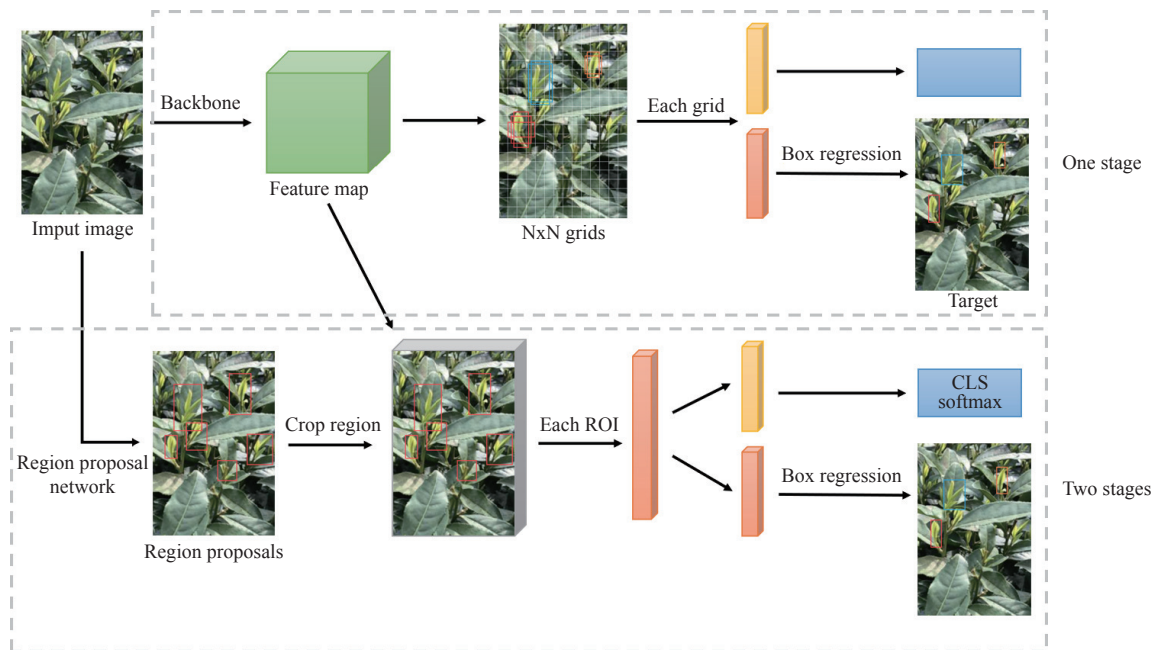 Backbone
Each grid
Box regression
One stage
Feature map
Imput image
NxN grids
Target
CLS
softmax
Crop region
Each ROI
Region proposal
network
Box regression
Two stages
Region proposals